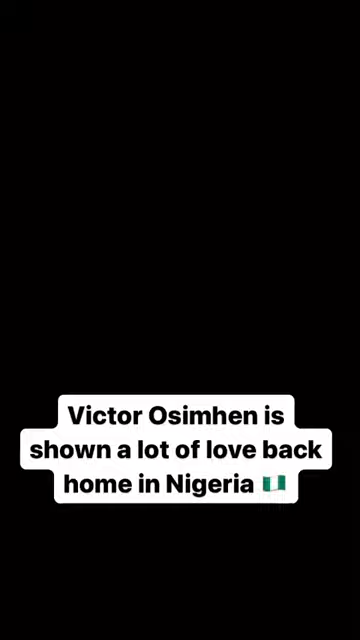 Victor Osimhen is
shown a lot of love back
home in Nigeria 🇳🇬